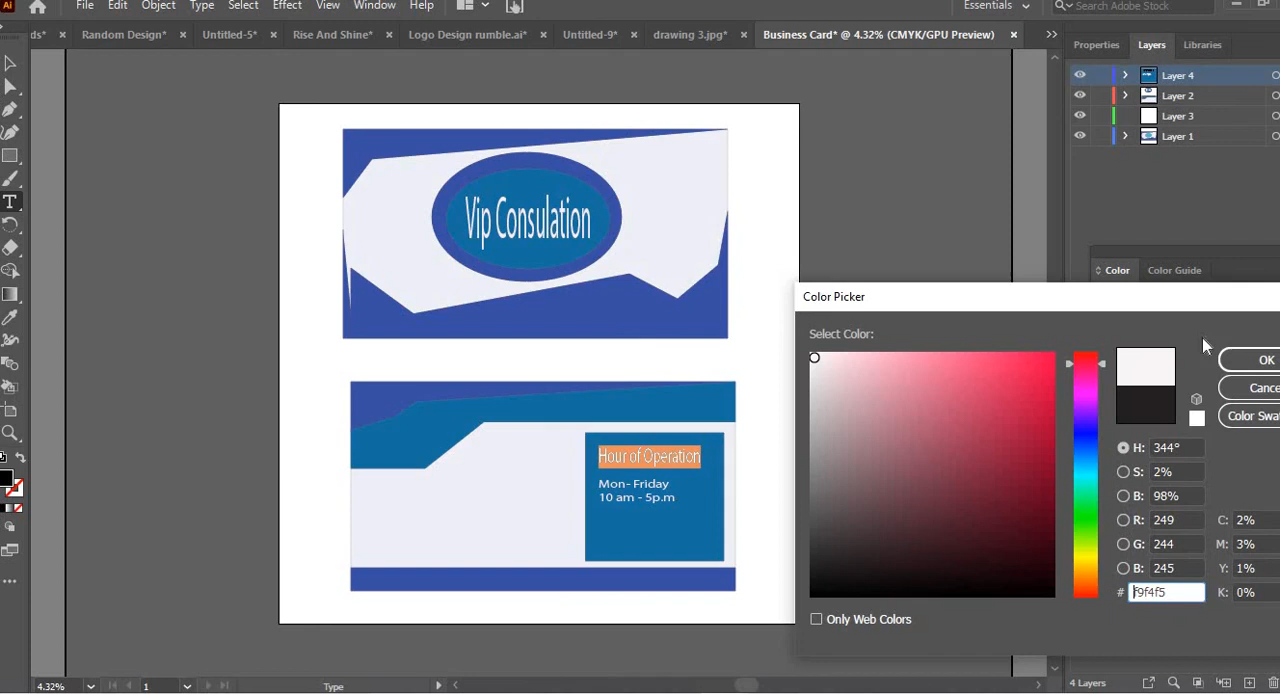 Ai File Edit Object Type Select Effect View Window Help Essentials Search Adobe Stock
ds* × Random Design* × Untitled-5* × Rise And Shine* × Logo Design rumble.ai* × Untitled-9* × drawing 3.jpg* × Business Card* @ 4.32% (CMYK/GPU Preview) ×
Properties Layers Libraries
Layer 4
Layer 2
Layer 3
Layer 1
Vip Consulation
Color Color Guide
Color Picker
Select Color:
OK
Cance
Color Swat
H: 344°
S: 2%
B: 98%
R: 249 C: 2%
G: 244 M: 3%
B: 245 Y: 1%
# f9f4f5 K: 0%
Only Web Colors
Hour of Operation
Mon- Friday
10 am - 5p.m
4.32% 1 Type 4 Layers